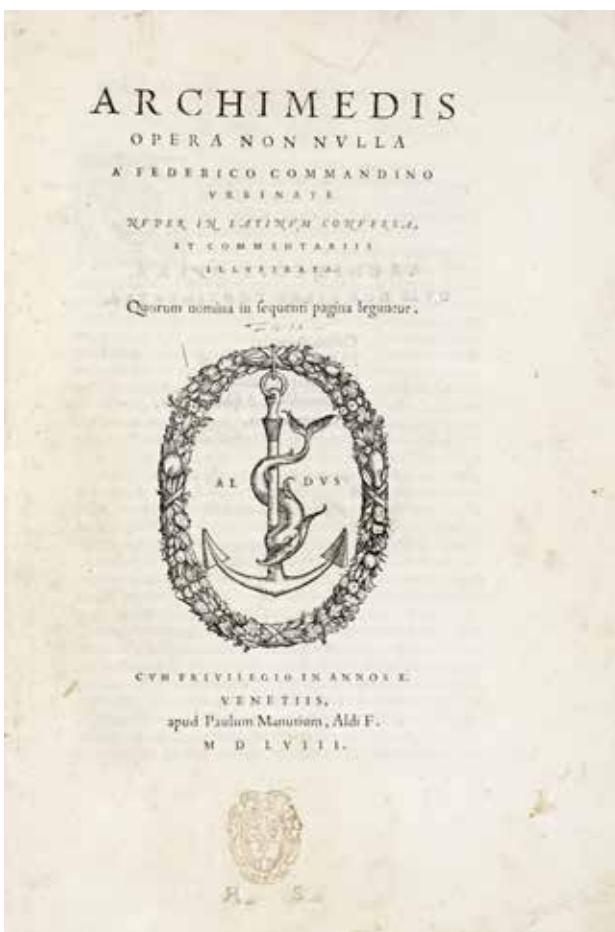 ARCHIMEDIS
OPERA NON NVLLA
A' FEDERICO COMMANDINO
VRBINATE
NVPER IN LATINVM CONVERSA,
ET COMMENTARIIS
ILLVSTRATA.
Quorum nomina in sequenti pagina leguntur.
AL DVS
CVM PRIVILEGIO IN ANNOS X.
VENETIIS,
apud Paulum Manutium, Aldi F.
M D LVIII.